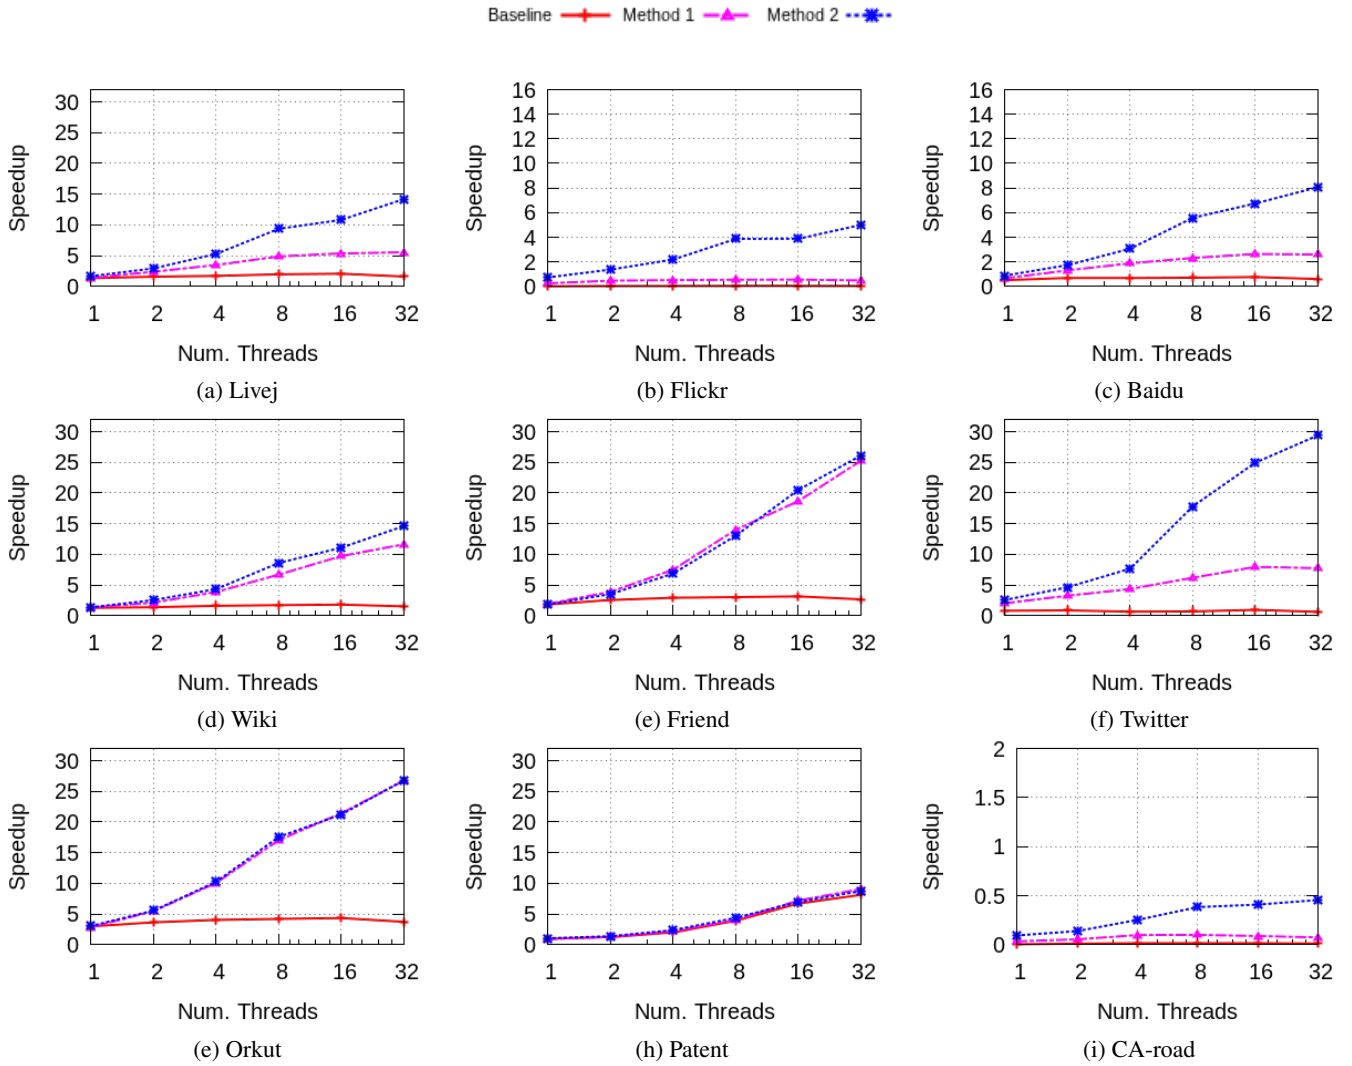 Baseline Method 1 Method 2
Speedup
30
25
20
15
10
5
0
1 2 4 8 16 32
Num. Threads
(a) Livej
Speedup
16
14
12
10
8
6
4
2
0
1 2 4 8 16 32
Num. Threads
(b) Flickr
Speedup
16
14
12
10
8
6
4
2
0
1 2 4 8 16 32
Num. Threads
(c) Baidu
Speedup
30
25
20
15
10
5
0
1 2 4 8 16 32
Num. Threads
(d) Wiki
Speedup
30
25
20
15
10
5
0
1 2 4 8 16 32
Num. Threads
(e) Friend
Speedup
30
25
20
15
10
5
0
1 2 4 8 16 32
Num. Threads
(f) Twitter
Speedup
30
25
20
15
10
5
0
1 2 4 8 16 32
Num. Threads
(e) Orkut
Speedup
30
25
20
15
10
5
0
1 2 4 8 16 32
Num. Threads
(h) Patent
Speedup
2
1.5
1
0.5
0
1 2 4 8 16 32
Num. Threads
(i) CA-road